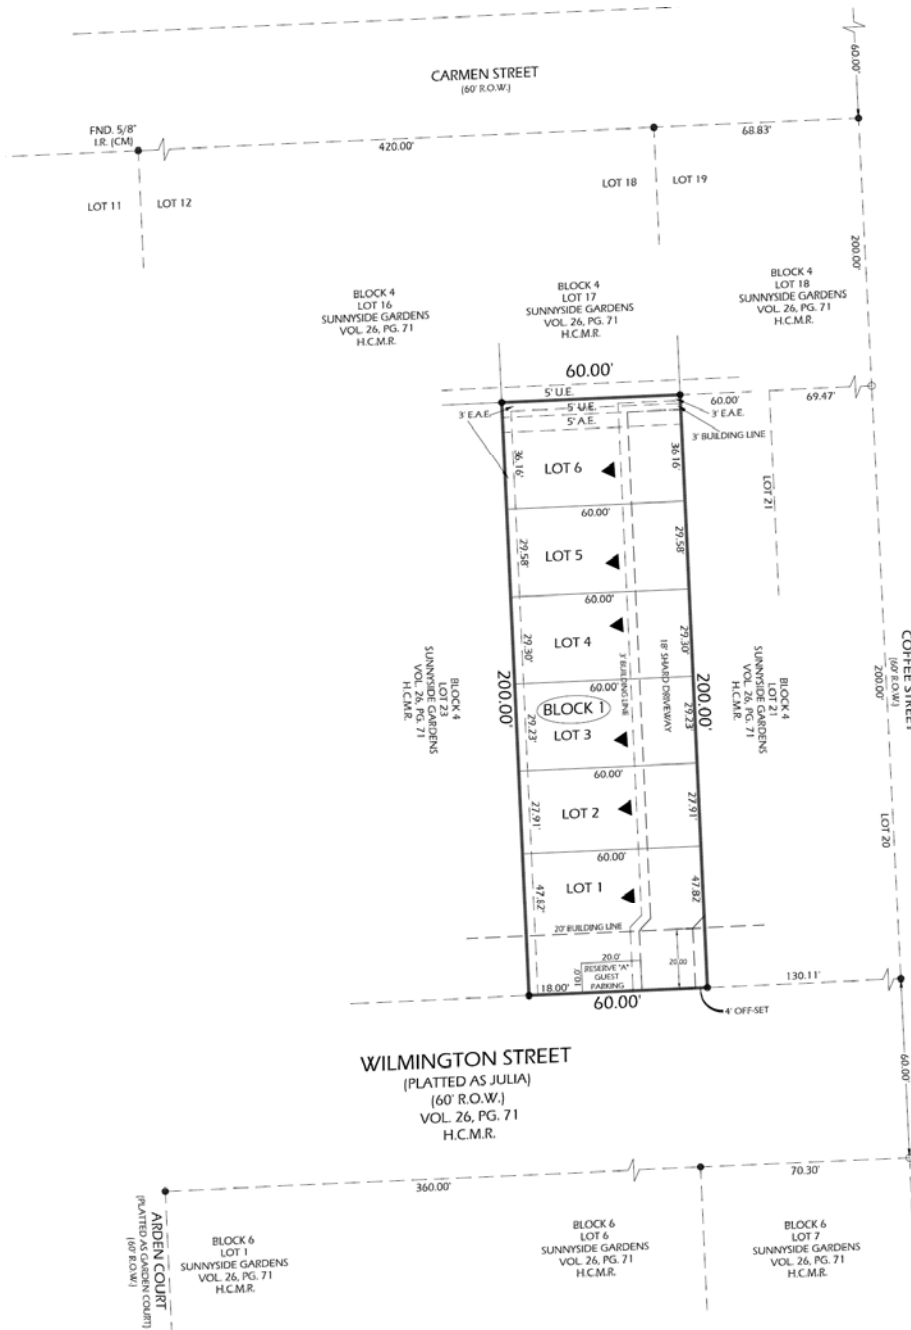 60.00'
CARMEN STREET
(60' R.O.W.)
FND. 5/8"
I.R. (CM)
420.00'
68.83'
LOT 11
LOT 12
LOT 18
LOT 19
200.00'
BLOCK 4
LOT 16
SUNNYSIDE GARDENS
VOL. 26, PG. 71
H.C.M.R.
BLOCK 4
LOT 17
SUNNYSIDE GARDENS
VOL. 26, PG. 71
H.C.M.R.
BLOCK 4
LOT 18
SUNNYSIDE GARDENS
VOL. 26, PG. 71
H.C.M.R.
60.00'
5' U.E.
60.00'
69.47'
3' E.A.E.
5' U.E.
3' E.A.E.
5' A.E.
3' BUILDING LINE
36.16'
LOT 6
36.16'
LOT 21
60.00'
29.58'
LOT 5
29.58'
60.00'
29.30'
LOT 4
29.30'
3' BUILDING LINE
18' SHARD DRIVEWAY
60.00'
200.00'
BLOCK 1
200.00'
29.23'
LOT 3
29.23'
BLOCK 4
LOT 23
SUNNYSIDE GARDENS
VOL. 26, PG. 71
H.C.M.R.
BLOCK 4
LOT 21
SUNNYSIDE GARDENS
VOL. 26, PG. 71
H.C.M.R.
COFFEE STREET
(60' R.O.W.)
200.00'
60.00'
27.91'
LOT 2
27.91'
LOT 20
60.00'
47.82'
LOT 1
47.82
20' BUILDING LINE
20.00
20.0'
10.0'
RESERVE "A"
GUEST
PARKING
18.00'
60.00'
130.11'
4' OFF-SET
WILMINGTON STREET
(PLATTED AS JULIA)
(60' R.O.W.)
VOL. 26, PG. 71
H.C.M.R.
60.00'
360.00'
70.30'
ARDEN COURT
(PLATTED AS GARDEN COURT)
(60' R.O.W.)
BLOCK 6
LOT 1
SUNNYSIDE GARDENS
VOL. 26, PG. 71
H.C.M.R.
BLOCK 6
LOT 6
SUNNYSIDE GARDENS
VOL. 26, PG. 71
H.C.M.R.
BLOCK 6
LOT 7
SUNNYSIDE GARDENS
VOL. 26, PG. 71
H.C.M.R.